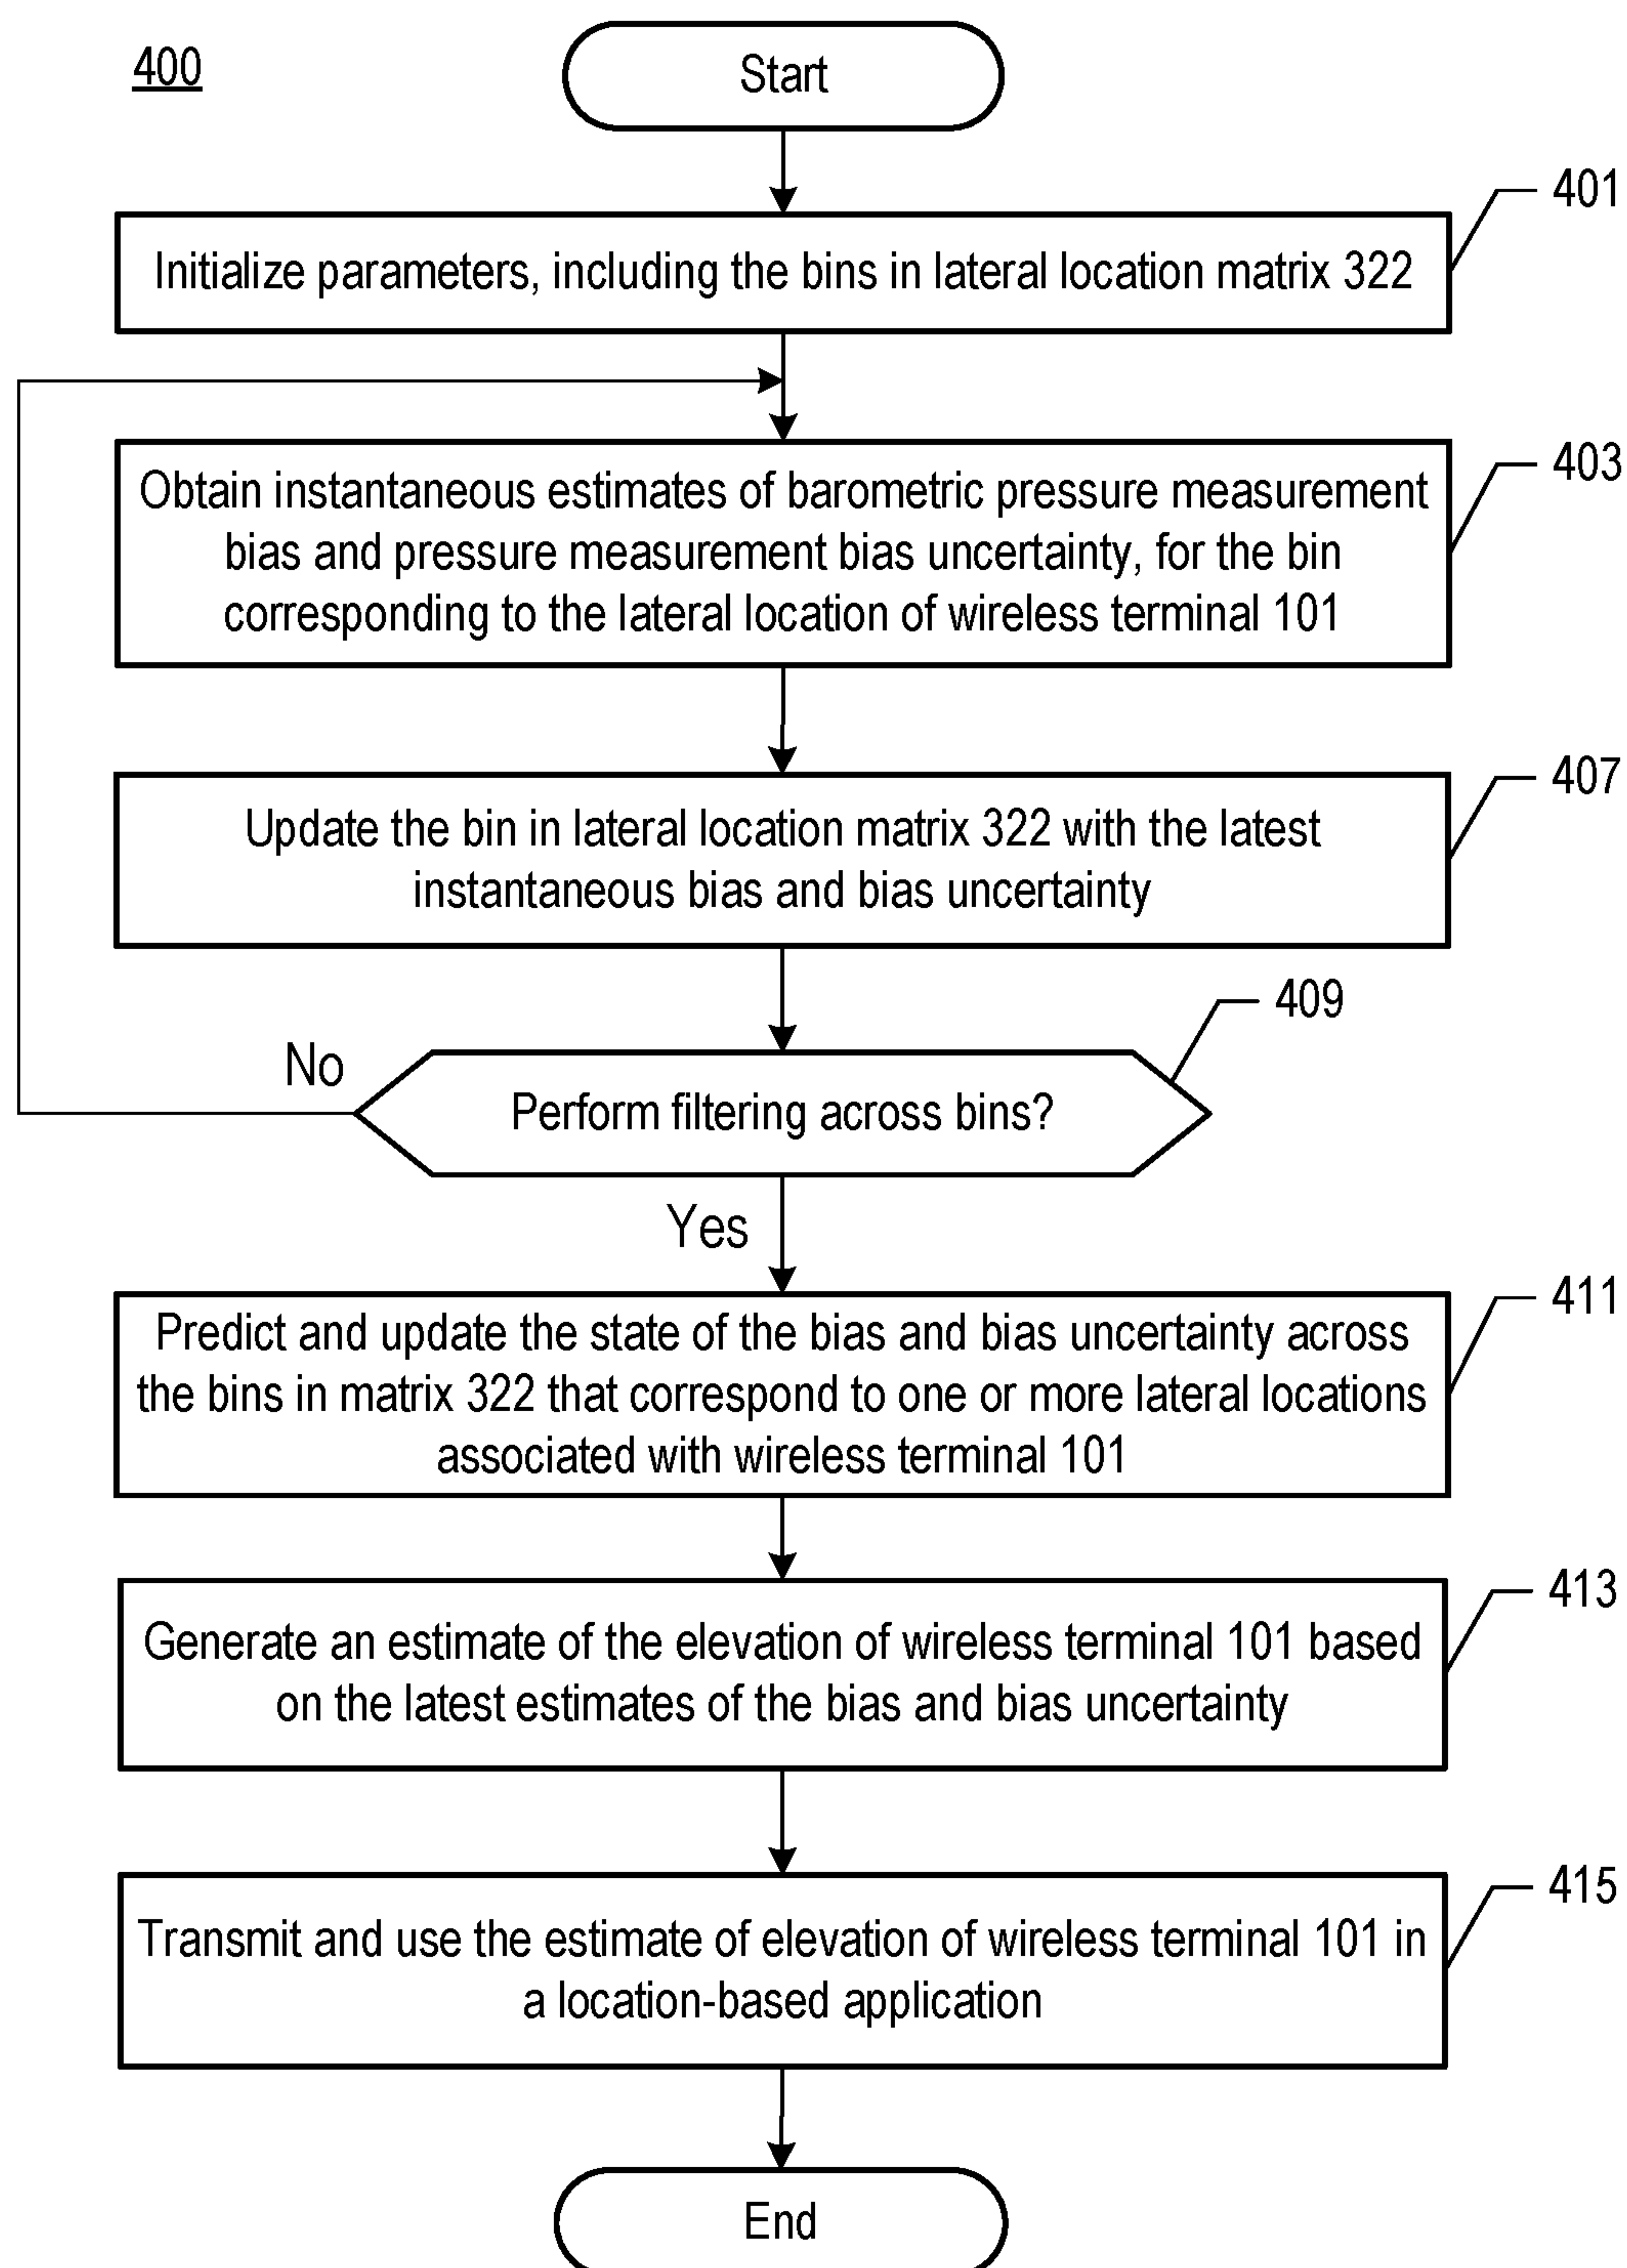 400
Start
401
Initialize parameters, including the bins in lateral location matrix 322
403
Obtain instantaneous estimates of barometric pressure measurement
bias and pressure measurement bias uncertainty, for the bin
corresponding to the lateral location of wireless terminal 101
407
Update the bin in lateral location matrix 322 with the latest
instantaneous bias and bias uncertainty
409
No
Perform filtering across bins?
Yes
411
Predict and update the state of the bias and bias uncertainty across
the bins in matrix 322 that correspond to one or more lateral locations
associated with wireless terminal 101
413
Generate an estimate of the elevation of wireless terminal 101 based
on the latest estimates of the bias and bias uncertainty
415
Transmit and use the estimate of elevation of wireless terminal 101 in
a location-based application
End